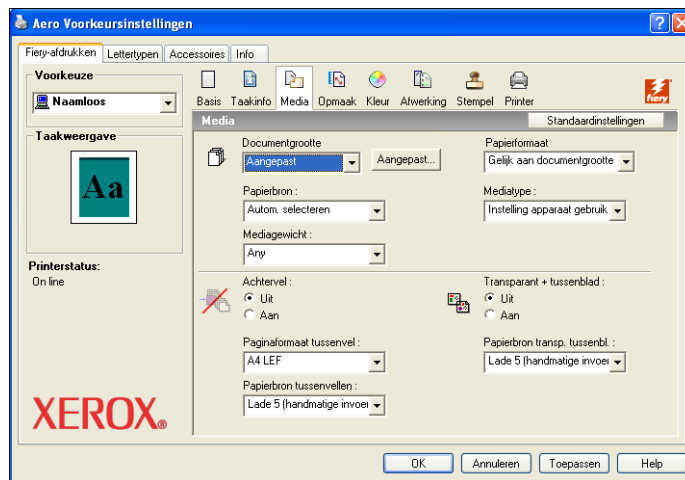 Aero Voorkeursinstellingen
Fiery-afdrukken Lettertypen Accessoires Info
Voorkeuze
Naamloos
Taakweergave
Aa
Printerstatus:
On line
XEROX®
Basis Taakinfo Media Opmaak Kleur Afwerking Stempel Printer
fiery
Media Standaardinstellingen
Documentgrootte Papierformaat
Aangepast Aangepast... Gelijk aan documentgrootte
Papierbron : Mediatype :
Autom. selecteren Instelling apparaat gebruik
Mediagewicht :
Any
Achtervel : Transparant + tussenblad :
Uit Uit
Aan Aan
Paginaformaat tussenvel : Papierbron transp. tussenbl. :
A4 LEF Lade 5 (handmatige invoer
Papierbron tussenvellen :
Lade 5 (handmatige invoer
OK Annuleren Toepassen Help